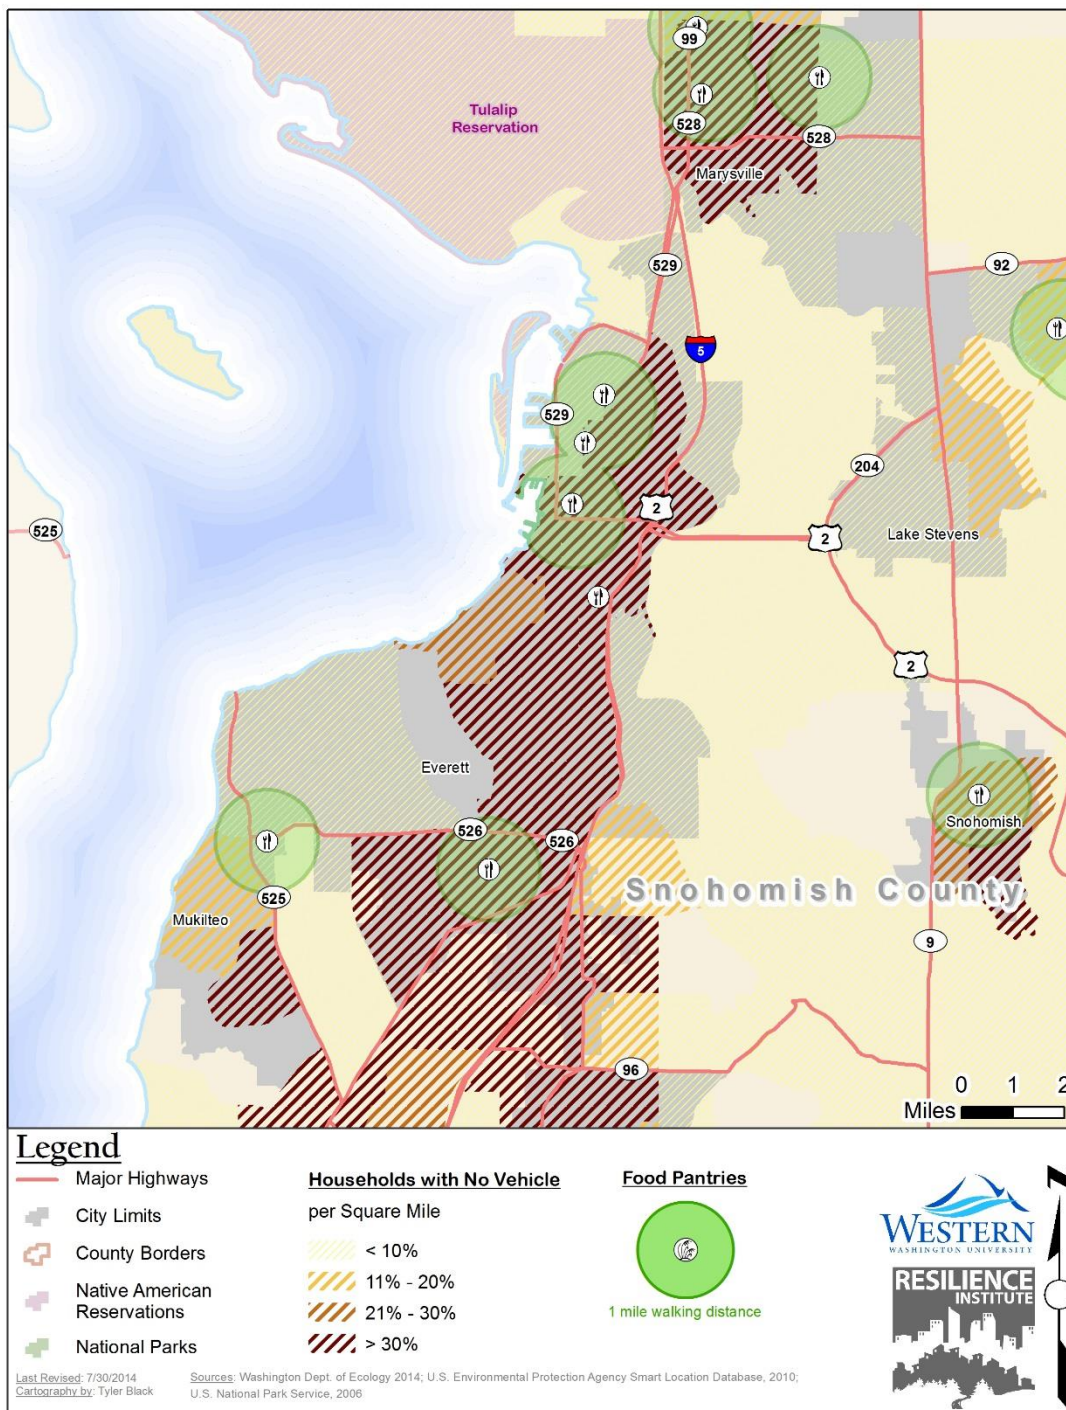 99
528
528
Tulalip
Reservation
Marysville
529
92
5
529
204
2
2
525
Lake Stevens
2
Everett
526
526
Snohomish
525
Snohomish County
Mukilteo
9
96
0 1 2
Miles
Legend
Major Highways
City Limits
County Borders
Native American
Reservations
National Parks
Households with No Vehicle
per Square Mile
< 10%
11% - 20%
21% - 30%
> 30%
Food Pantries
1 mile walking distance
WESTERN
WASHINGTON UNIVERSITY
RESILIENCE
INSTITUTE
Last Revised: 7/30/2014
Cartography by: Tyler Black
Sources: Washington Dept. of Ecology 2014; U.S. Environmental Protection Agency Smart Location Database, 2010;
U.S. National Park Service, 2006